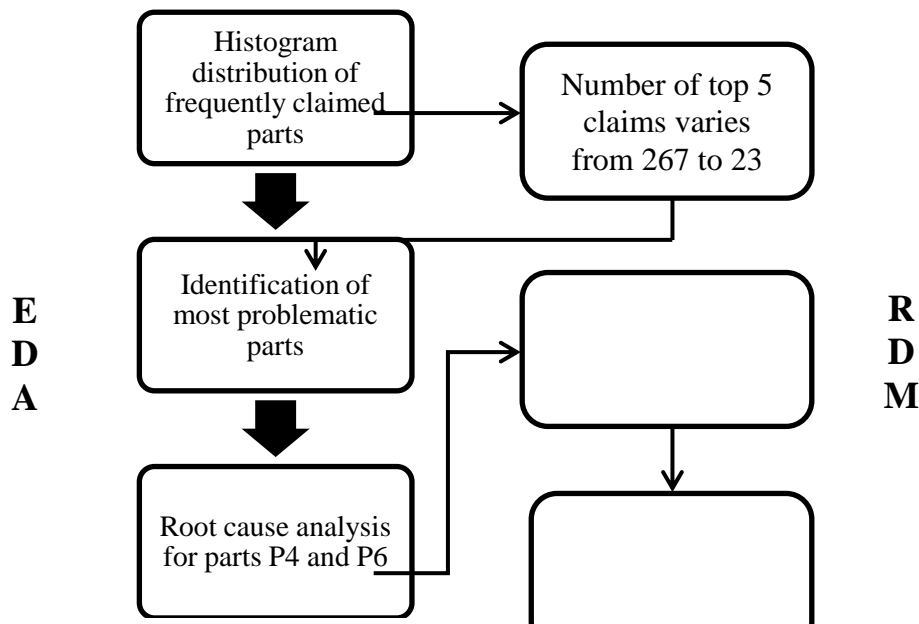 Histogram
distribution of
frequently claimed
parts
Number of top 5
claims varies
from 267 to 23
Identification of
most problematic
parts
E
D
A
R
D
M
Root cause analysis
for parts P4 and P6